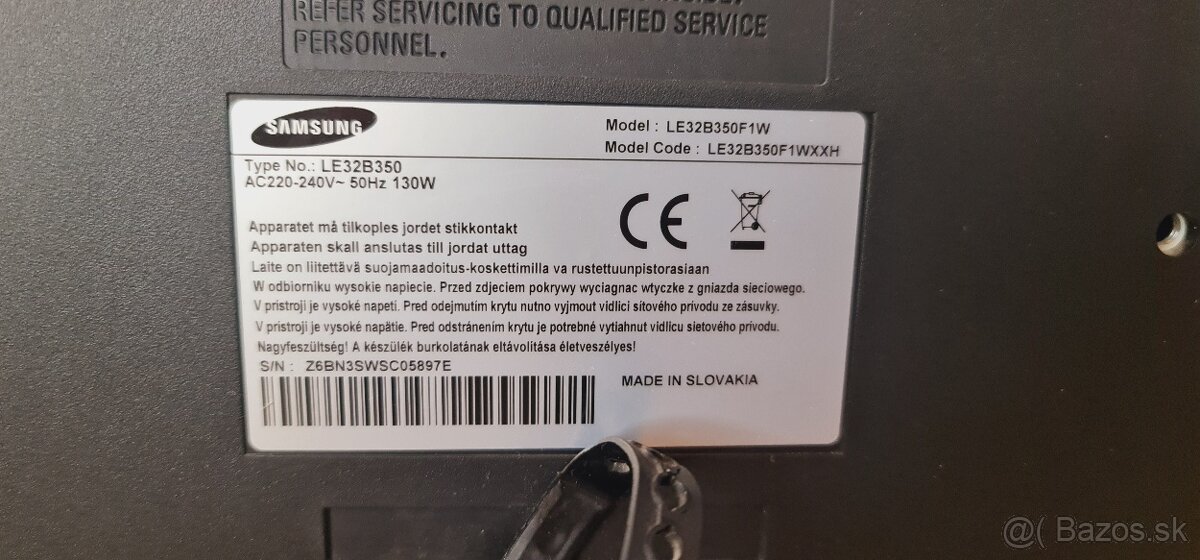 REFER SERVICING TO QUALIFIED SERVICE
PERSONNEL.
SAMSUNG
Model : LE32B350F1W
Model Code : LE32B350F1WXXH
Type No.: LE32B350
AC220-240V~ 50Hz 130W
Apparatet må tilkoples jordet stikkontakt
Apparaten skall anslutas till jordat uttag
Laite on liitettävä suojamaadoitus-koskettimilla va rustettuunpistorasiaan
W odbiorniku wysokie napiecie. Przed zdjeciem pokrywy wyciagnac wtyczke z gniazda sieciowego.
V pristroji je vysoké napeti. Pred odejmutím krytu nutno vyjmout vidlici sítového prívodu ze zásuvky.
V pristroji je vysoké napätie. Pred odstránením krytu je potrebné vytiahnut vidlicu sietového prívodu.
Nagyfeszültség! A készülék burkolatának eltávolítása életveszélyes!
S/N : Z6BN3SWSC05897E
MADE IN SLOVAKIA
CE
@( Bazos.sk